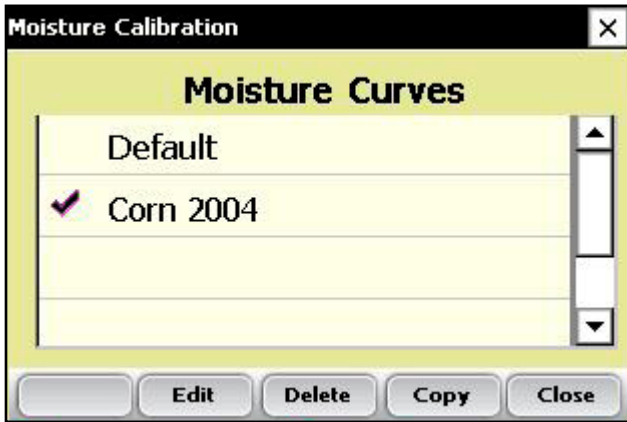 Moisture Calibration
Moisture Curves
Default
Corn 2004
Edit Delete Copy Close